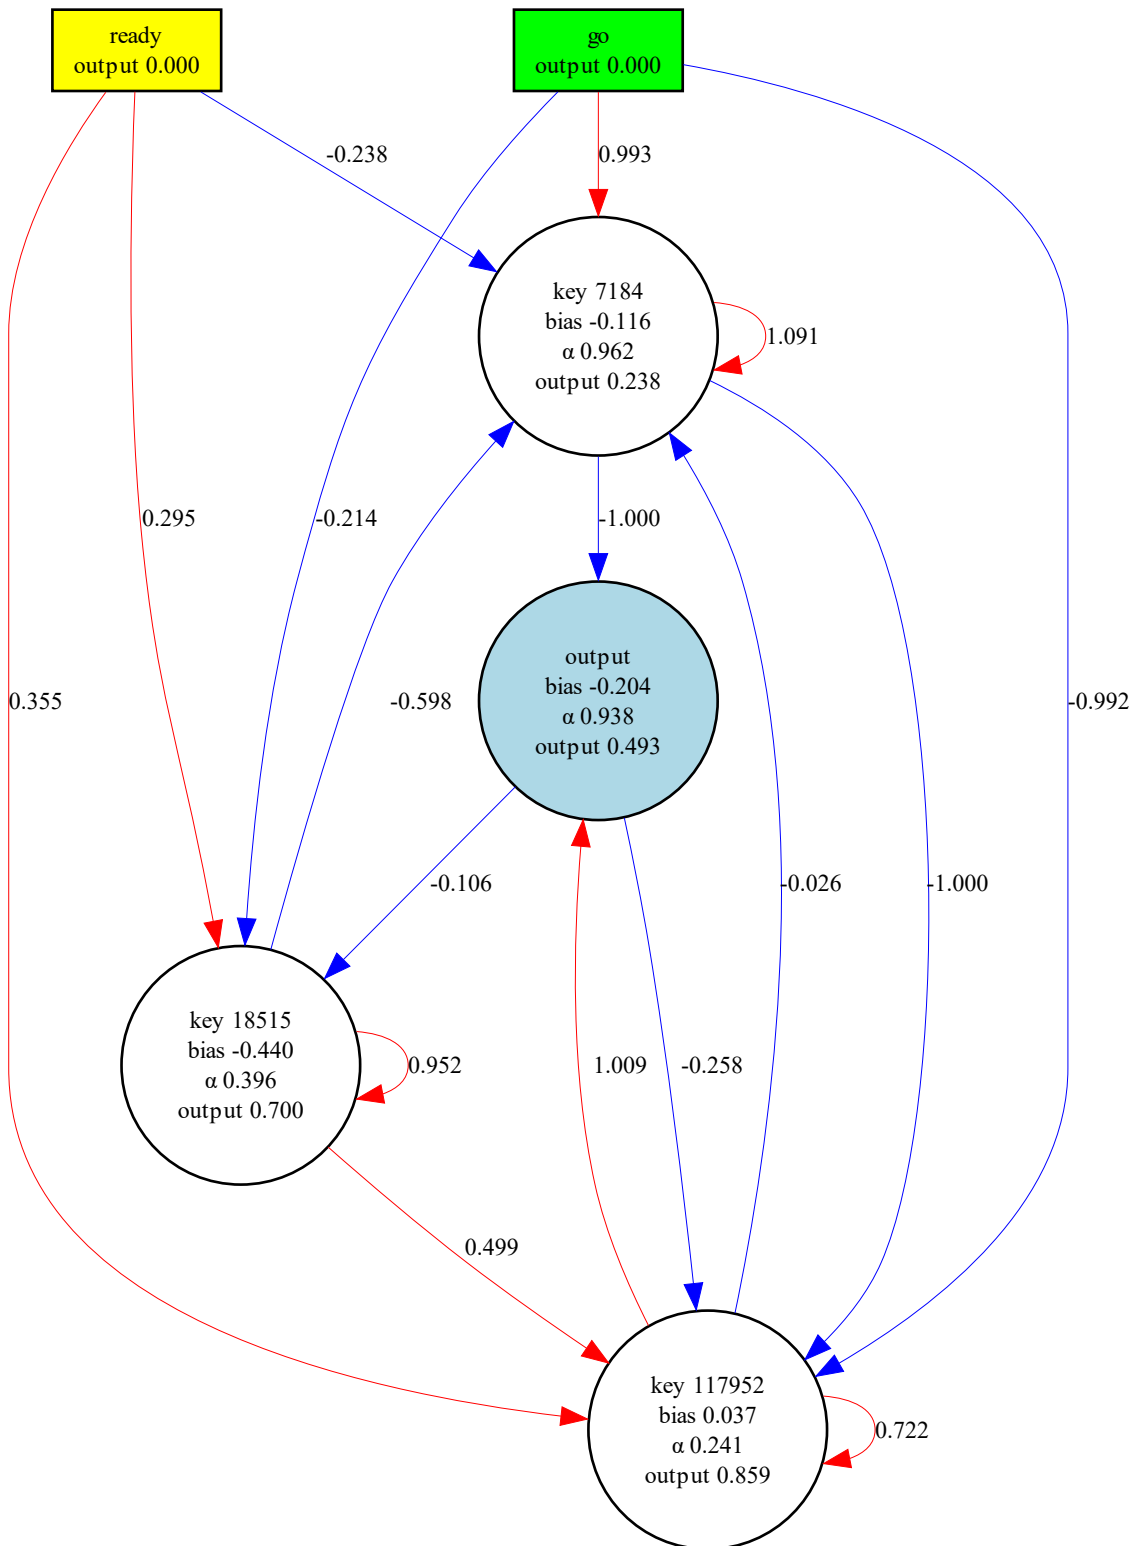 ready
output 0.000
go
output 0.000
-0.238
0.993
key 7184
bias -0.116
α 0.962
output 0.238
1.091
0.295
-0.214
-1.000
output
bias -0.204
α 0.938
output 0.493
0.355
-0.598
-0.992
-0.106
-0.026
-1.000
key 18515
bias -0.440
α 0.396
output 0.700
0.952
1.009
-0.258
0.499
key 117952
bias 0.037
α 0.241
output 0.859
0.722